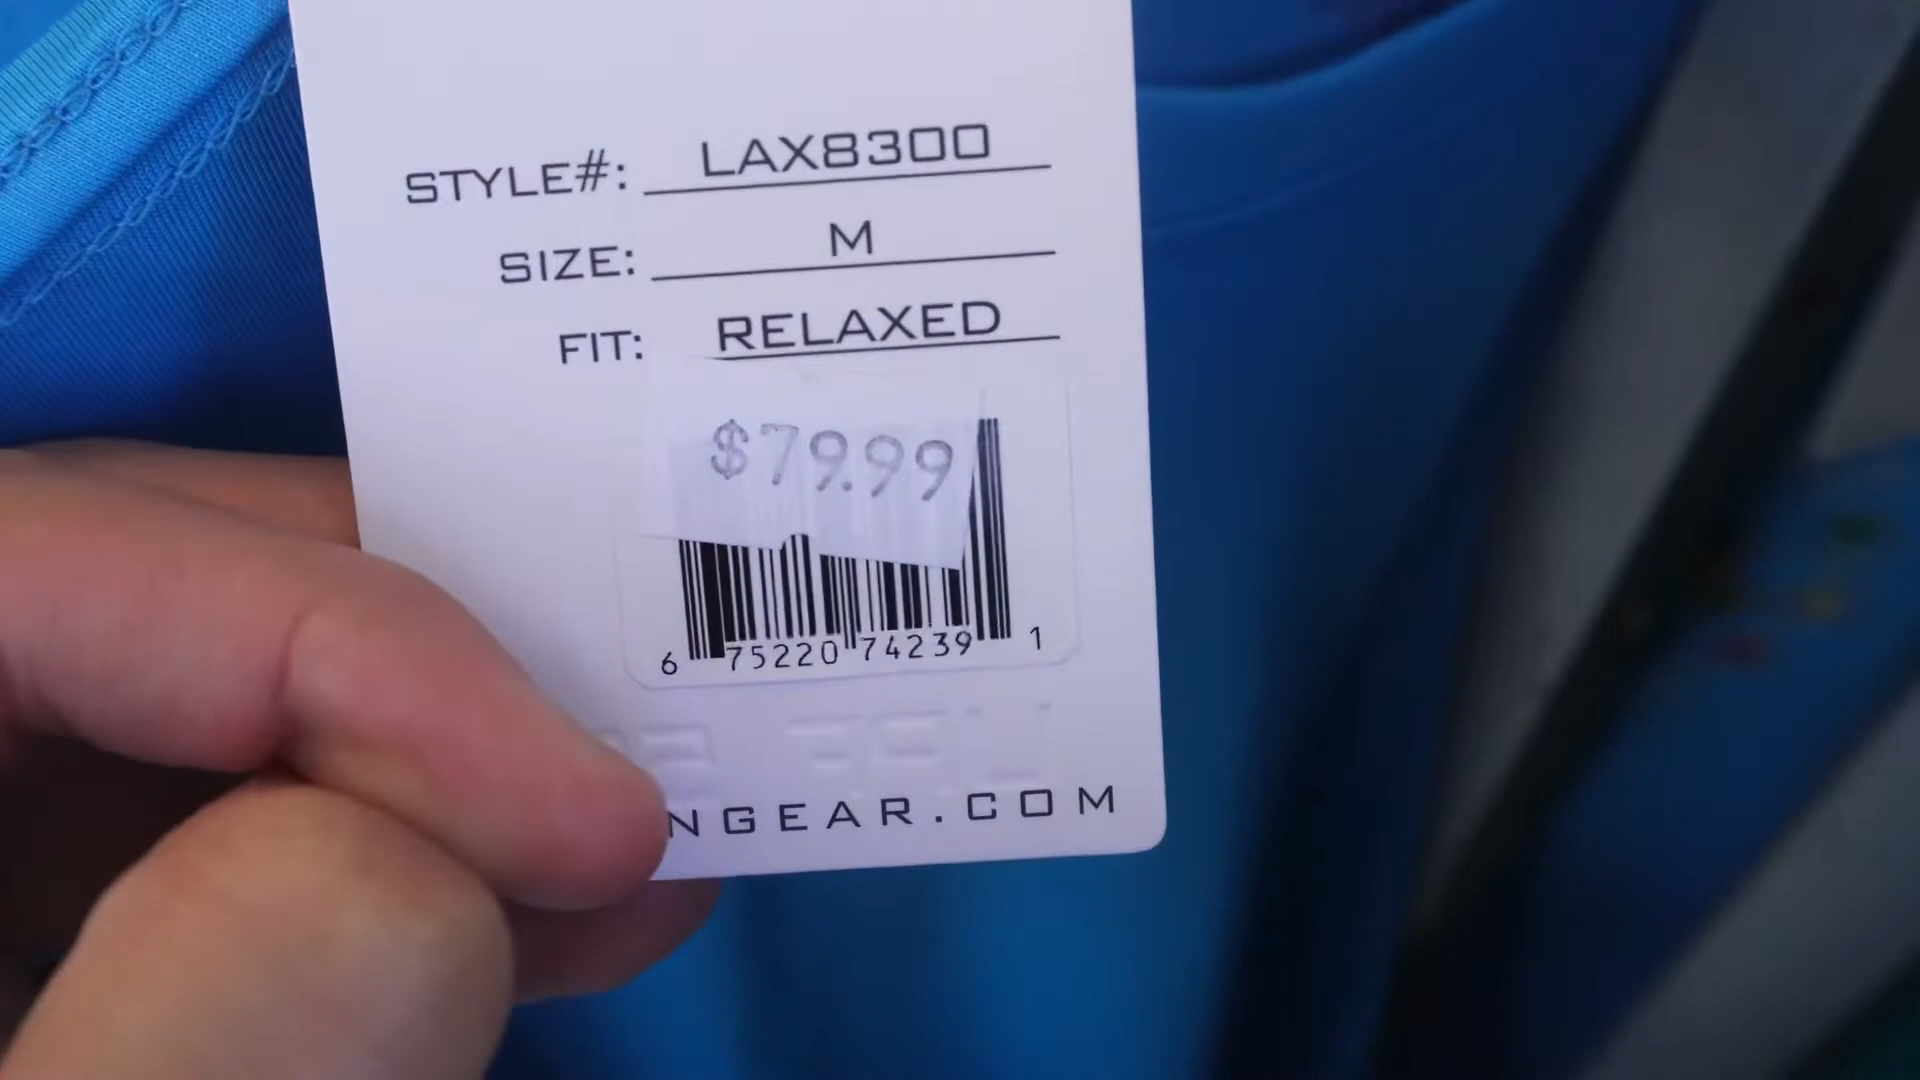 STYLE#: LAX8300
SIZE: M
FIT: RELAXED
$79.99
6 75220 74239 1
NGEAR.COM